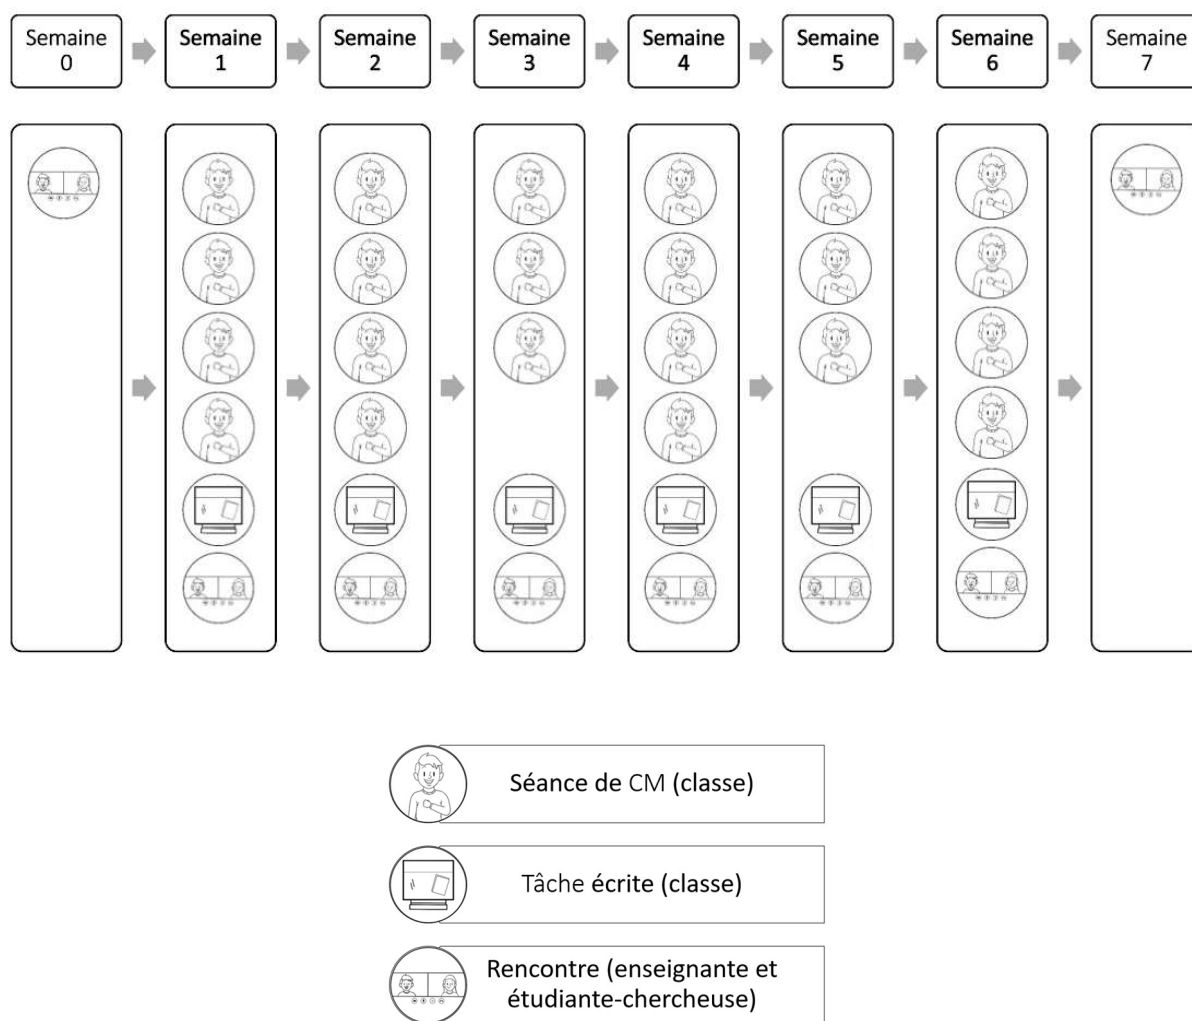 Semaine
0
Semaine
1
Semaine
2
Semaine
3
Semaine
4
Semaine
5
Semaine
6
Semaine
7
Séance de CM (classe)
Tâche écrite (classe)
Rencontre (enseignante et
étudiante-chercheuse)